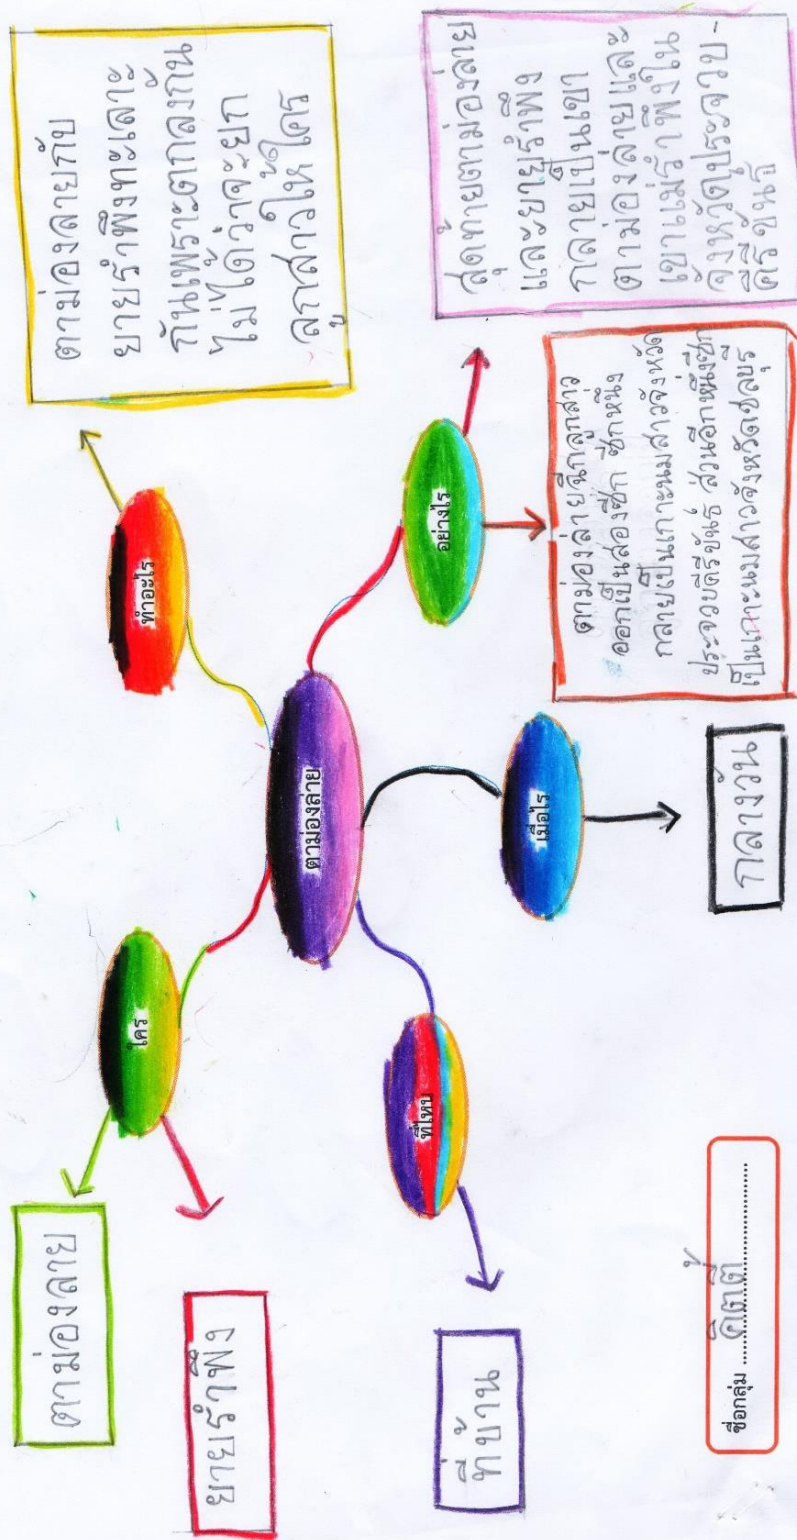 ตาม่องลาย
ยายรำพึง
ใคร
ทำอะไร
ตาม่องลายกับ
ยายรำพึงทะเลาะ
กันเพราะตกลงกัน
ไม่ได้ว่าจะยก
ลูกสาวให้ใคร
ตาม่องล่าย
ที่ไหน
ที่บ้าน
เมื่อไร
กลางวัน
อย่างไร
สุดท้ายตาม่องล่าย
และยายรำพึง
กลายเป็นเขา
ตาม่องล่ายและ
เขาแม่รำพึงใน
จังหวัดประจวบ-
คีรีขันธ์
ตาม่องล่ายฉีกลูกสาว
ออกเป็นสองซีก ซีกหนึ่ง
กลายเป็นเกาะนมสาวจังหวัด
ประจวบคีรีขันธ์ ส่วนอีกหนึ่งซีก
เป็นเกาะนมสาวจังหวัดชลบุรี
ชื่อกลุ่ม ......คิตตี้......